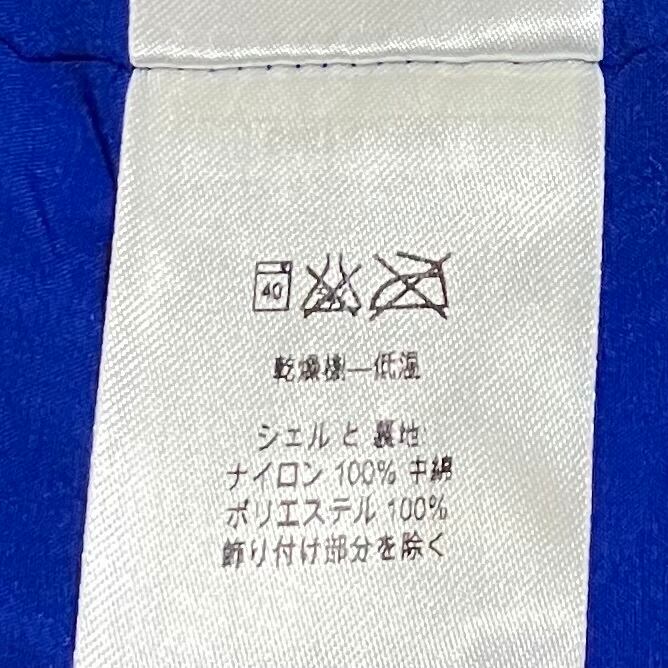 40
乾燥樹—低温
シェルと裏地
ナイロン 100% 中綿
ポリエステル 100%
飾り付け部分を除く